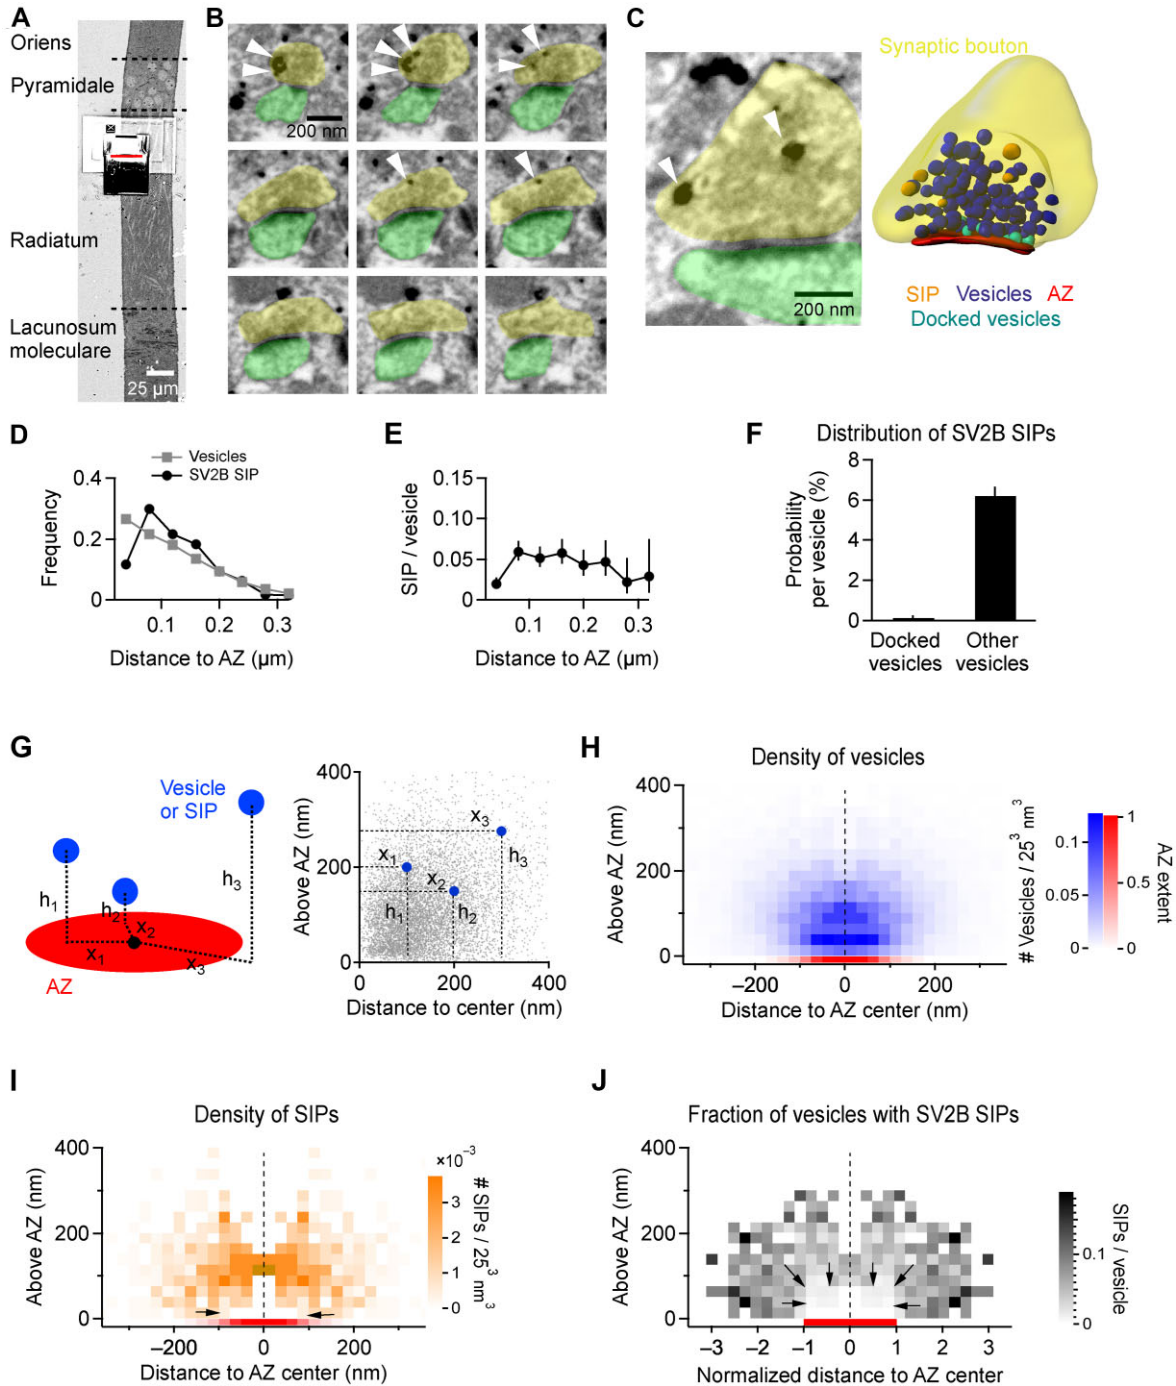 A
Oriens
Pyramidale
Radiatum
Lacunosum
moleculare
25 µm
B
200 nm
C
Synaptic bouton
200 nm
SIP Vesicles AZ
Docked vesicles
D
Vesicles
SV2B SIP
Frequency
0.4
0.2
0
0.1 0.2 0.3
Distance to AZ (µm)
E
SIP / vesicle
0.15
0.10
0.05
0
0.1 0.2 0.3
Distance to AZ (µm)
F
Distribution of SV2B SIPs
Probability
per vesicle (%)
8
6
4
2
0
Docked
vesicles
Other
vesicles
G
Vesicle
or SIP
h1
h2
h3
x1
x2
x3
AZ
Above AZ (nm)
400
200
0
x3
x1
x2
h3
h1
h2
0 200 400
Distance to center (nm)
H
Density of vesicles
Above AZ (nm)
400
200
0
−200 0 200
Distance to AZ center (nm)
# Vesicles / 25³ nm³
0.1
0.05
0
1
0.5
0
AZ extent
I
Density of SIPs
Above AZ (nm)
400
200
0
−200 0 200
Distance to AZ center (nm)
×10⁻³
3
2
1
0
# SIPs / 25³ nm³
J
Fraction of vesicles with SV2B SIPs
Above AZ (nm)
400
200
0
−3 −2 −1 0 1 2 3
Normalized distance to AZ center
0.1
0
SIPs / vesicle